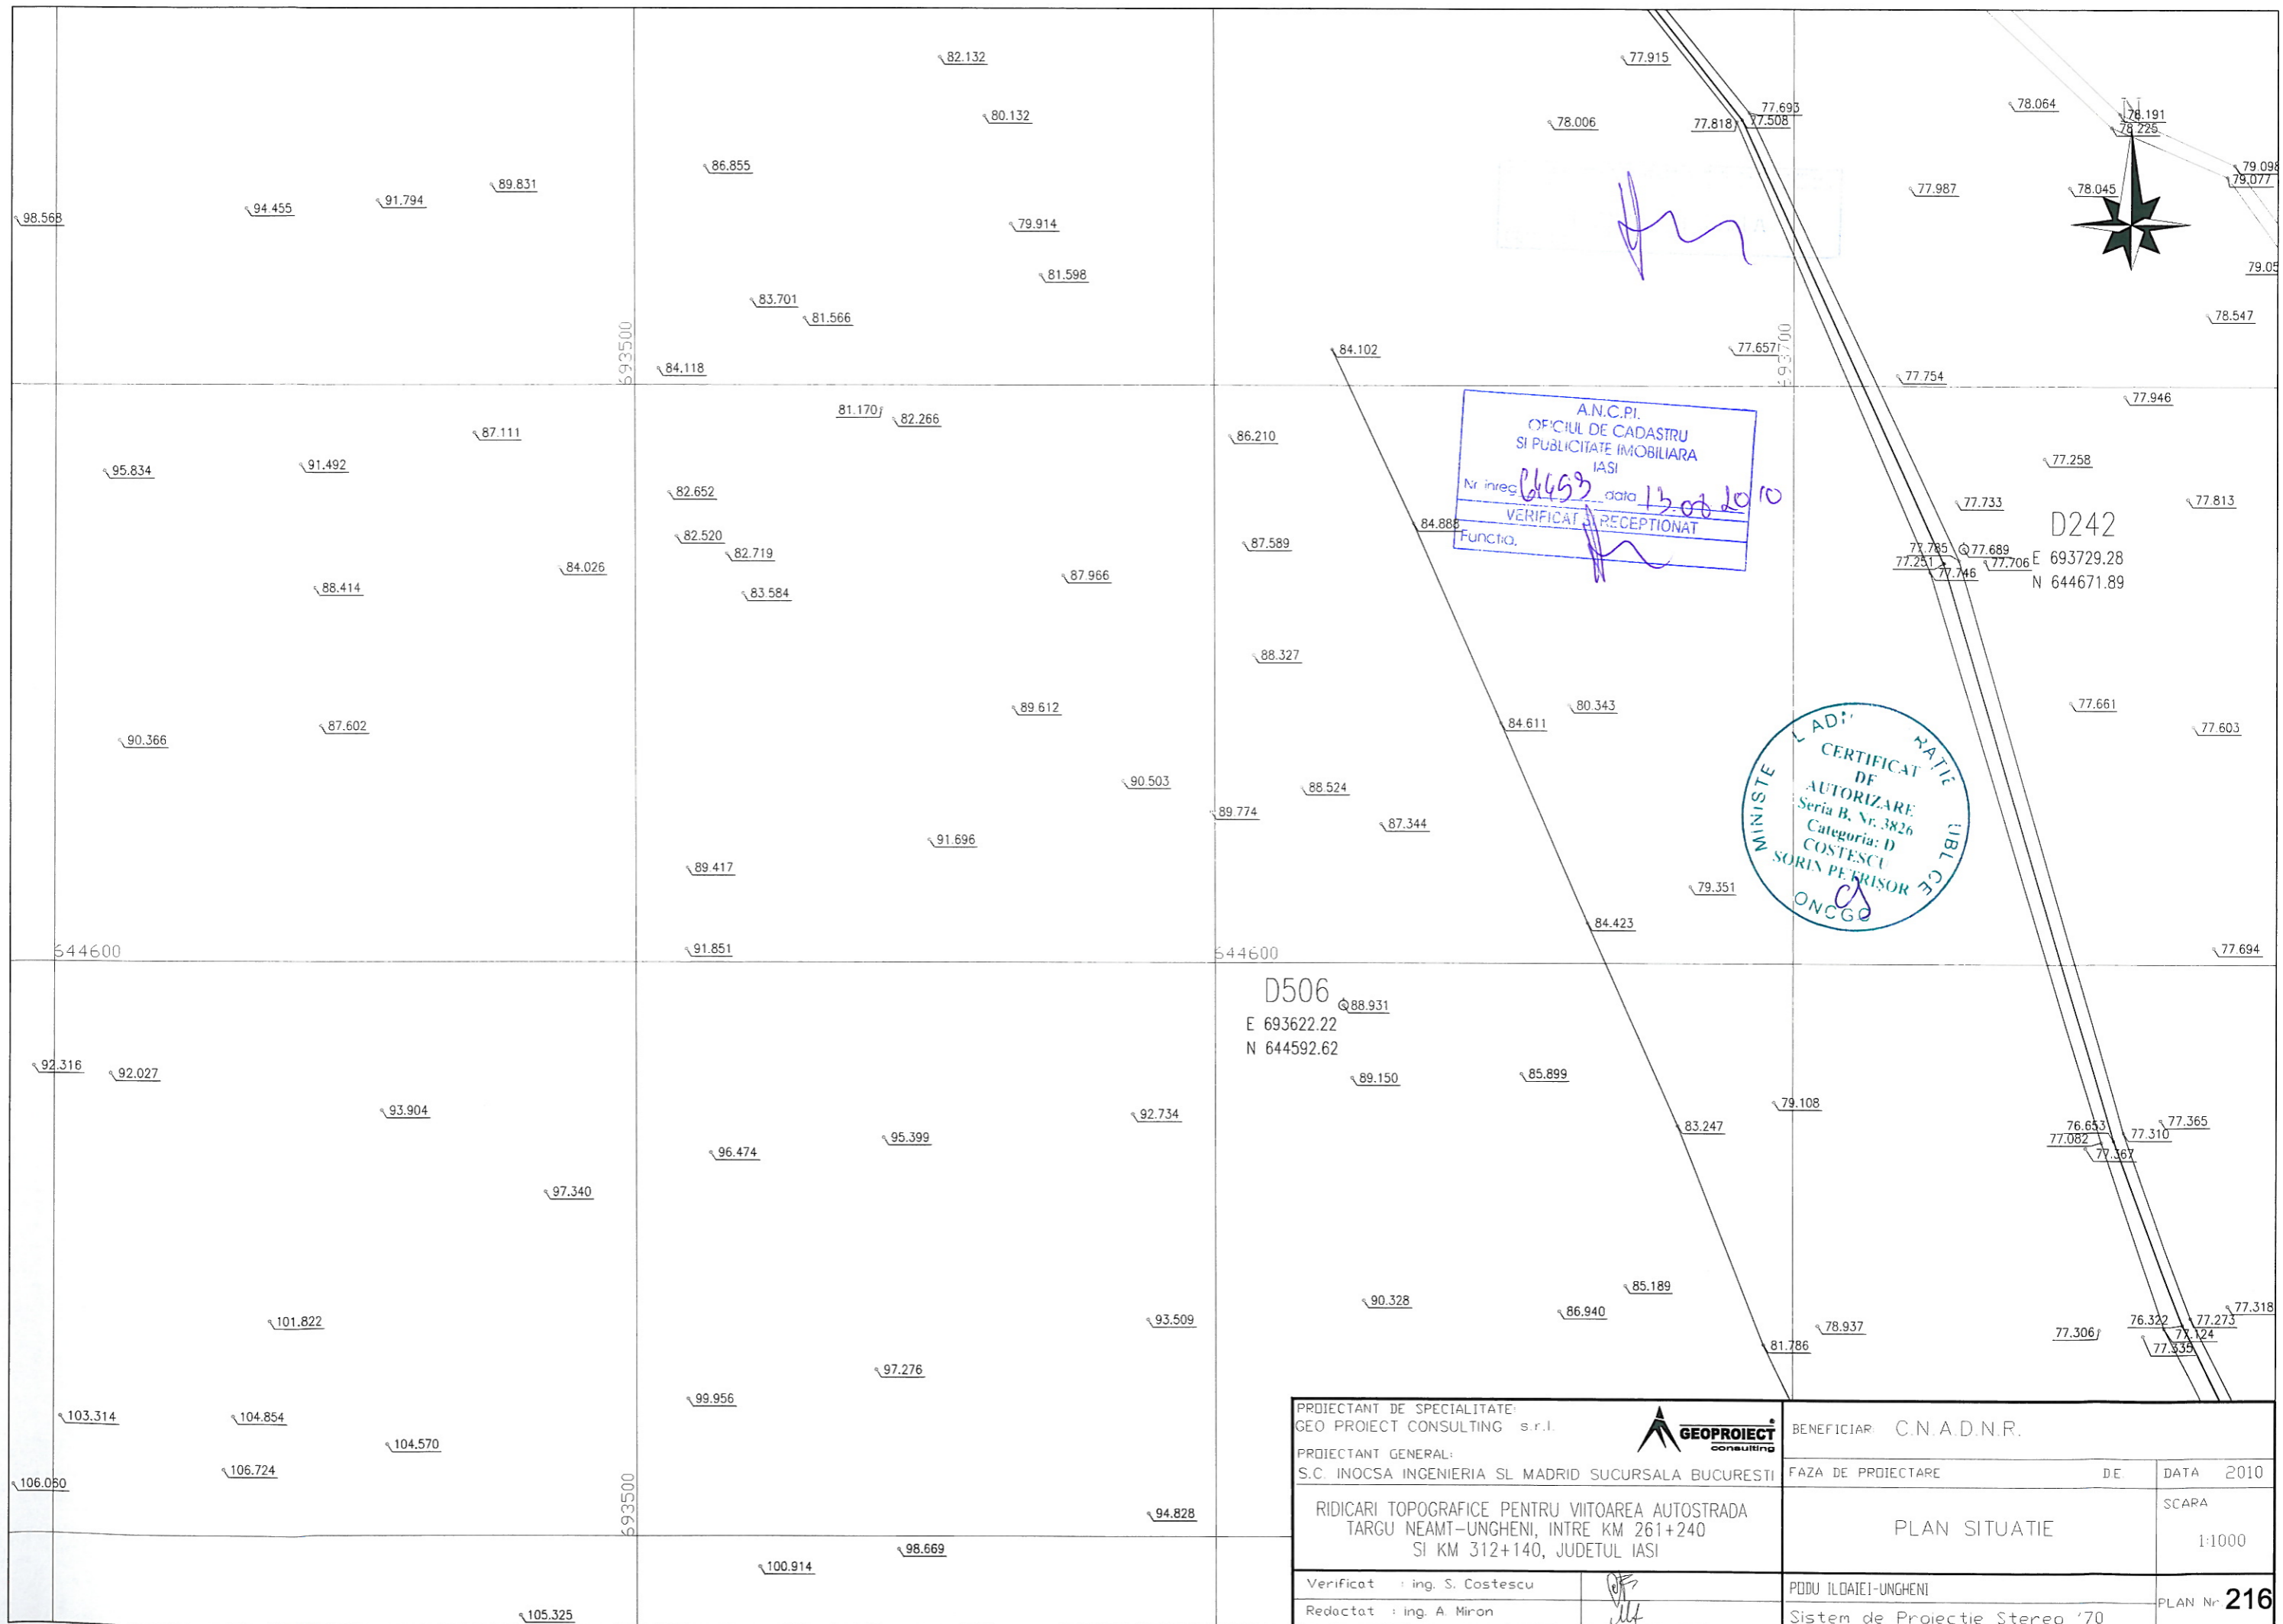 82.132
77.915
80.132
78.006
77.818
77.693
77.508
78.064
N
78.191
78.225
86.855
79.098
79.077
89.831
91.794
94.455
98.568
77.987
78.045
79.914
81.598
79.05
83.701
81.566
78.547
693500
693700
84.118
84.102
77.657
77.754
77.946
81.170
82.266
87.111
86.210
95.834
91.492
77.258
A.N.C.P.I.
OFICIUL DE CADASTRU
SI PUBLICITATE IMOBILIARA
IASI
Nr. inreg 61453 data 13.08 2010
VERIFICAT SI RECEPTIONAT
Functia.
82.652
77.733
77.813
84.888
D242
82.520
82.719
87.589
77.785
77.689
E 693729.28
77.251
77.746
77.706
N 644671.89
84.026
87.966
88.414
83.584
88.327
89.612
80.343
77.661
84.611
77.603
87.602
90.366
CERTIFICAT
DE
AUTORIZARE
Seria B, Nr. 3826
Categoria: D
COSTESCU
SORIN PETRIȘOR
ONCGC
90.503
88.524
89.774
87.344
91.696
89.417
79.351
84.423
91.851
77.694
644600
644600
D506
88.931
E 693622.22
N 644592.62
92.316
92.027
89.150
85.899
93.904
92.734
79.108
83.247
76.653
77.310
77.365
77.082
77.367
95.399
96.474
97.340
85.189
90.328
86.940
77.318
101.822
93.509
78.937
77.306
76.322
77.273
77.124
77.335
81.786
97.276
99.956
103.314
104.854
104.570
106.724
106.060
693500
94.828
98.669
100.914
105.325
PROIECTANT DE SPECIALITATE:
GEO PROIECT CONSULTING s.r.l.
GEOPROIECT ®
consulting
PROIECTANT GENERAL:
S.C. INOCSA INGENIERIA SL MADRID SUCURSALA BUCURESTI
BENEFICIAR: C.N.A.D.N.R.
FAZA DE PROIECTARE D.E.
DATA 2010
RIDICARI TOPOGRAFICE PENTRU VIITOAREA AUTOSTRADA
TARGU NEAMT-UNGHENI, INTRE KM 261+240
SI KM 312+140, JUDETUL IASI
PLAN SITUATIE
SCARA
1:1000
Verificat : ing. S. Costescu
Redactat : ing. A. Miron
PODU ILOAIEI-UNGHENI
Sistem de Proiectie Stereo '70
PLAN Nr 216